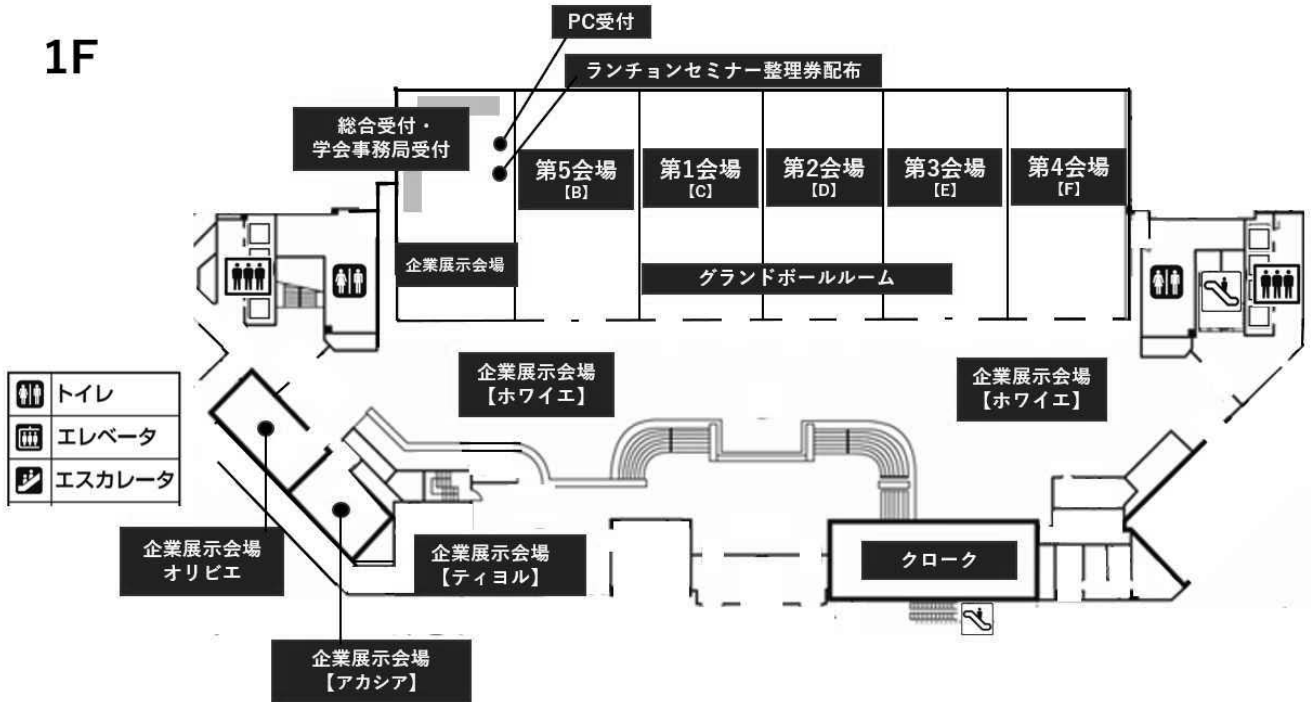 1F
PC受付
ランチョンセミナー整理券配布
総合受付・
学会事務局受付
第5会場
【B】
第1会場
【C】
第2会場
【D】
第3会場
【E】
第4会場
【F】
企業展示会場
グランドボールルーム
企業展示会場
【ホワイエ】
企業展示会場
【ホワイエ】
トイレ
エレベータ
エスカレータ
企業展示会場
オリビエ
企業展示会場
【ティヨル】
クローク
企業展示会場
【アカシア】